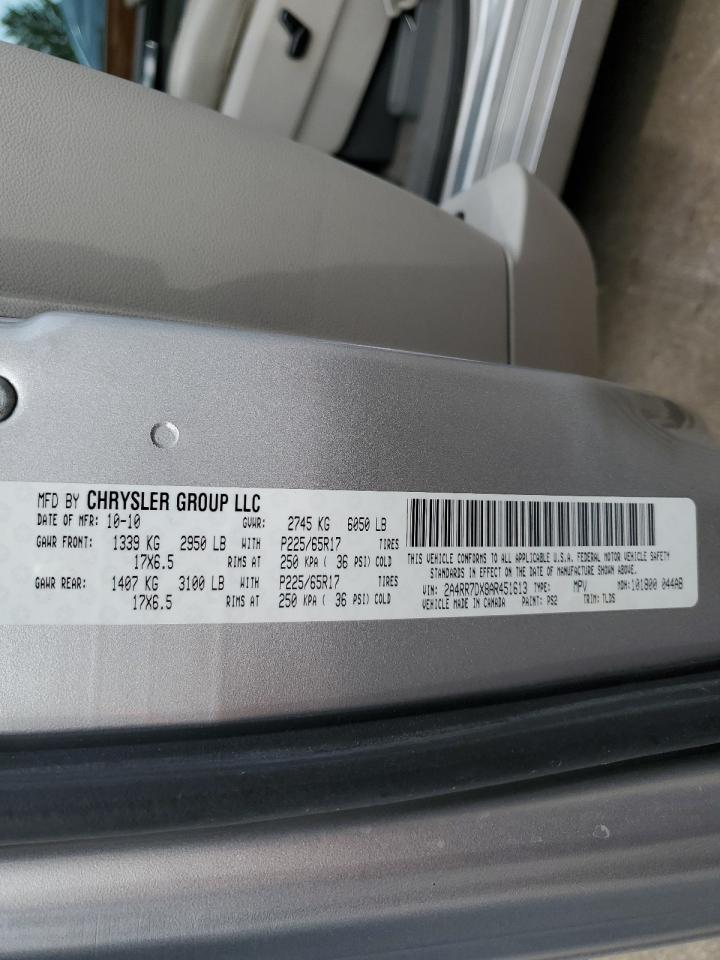 MFD BY CHRYSLER GROUP LLC
DATE OF MFR: 10-10 GVWR: 2745 KG 6050 LB
GAWR FRONT: 1339 KG 2950 LB WITH P225/65R17 TIRES
17X6.5 RIMS AT 250 KPA ( 36 PSI) COLD
GAWR REAR: 1407 KG 3100 LB WITH P225/65R17 TIRES
17X6.5 RIMS AT 250 KPA ( 36 PSI) COLD
THIS VEHICLE CONFORMS TO ALL APPLICABLE U.S.A. FEDERAL MOTOR VEHICLE SAFETY
STANDARDS IN EFFECT ON THE DATE OF MANUFACTURE SHOWN ABOVE.
VIN: 2A4RR7DX8AR451613 TYPE: MPV MDH:101900 044AB
VEHICLE MADE IN CANADA PAINT: PS2 TRIM: TLDS